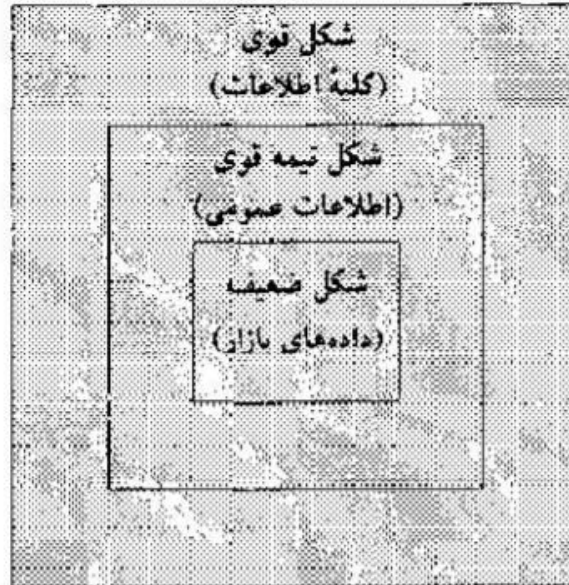 شکل قوی
(کلیهٔ اطلاعات)
شکل نیمه قوی
(اطلاعات عمومی)
شکل ضعیف
(داده‌های بازار)